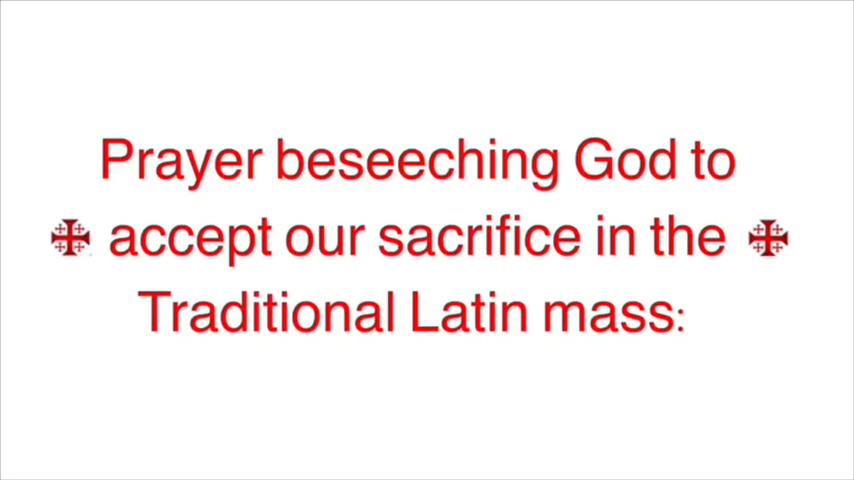 Prayer beseeching God to
accept our sacrifice in the
Traditional Latin mass: